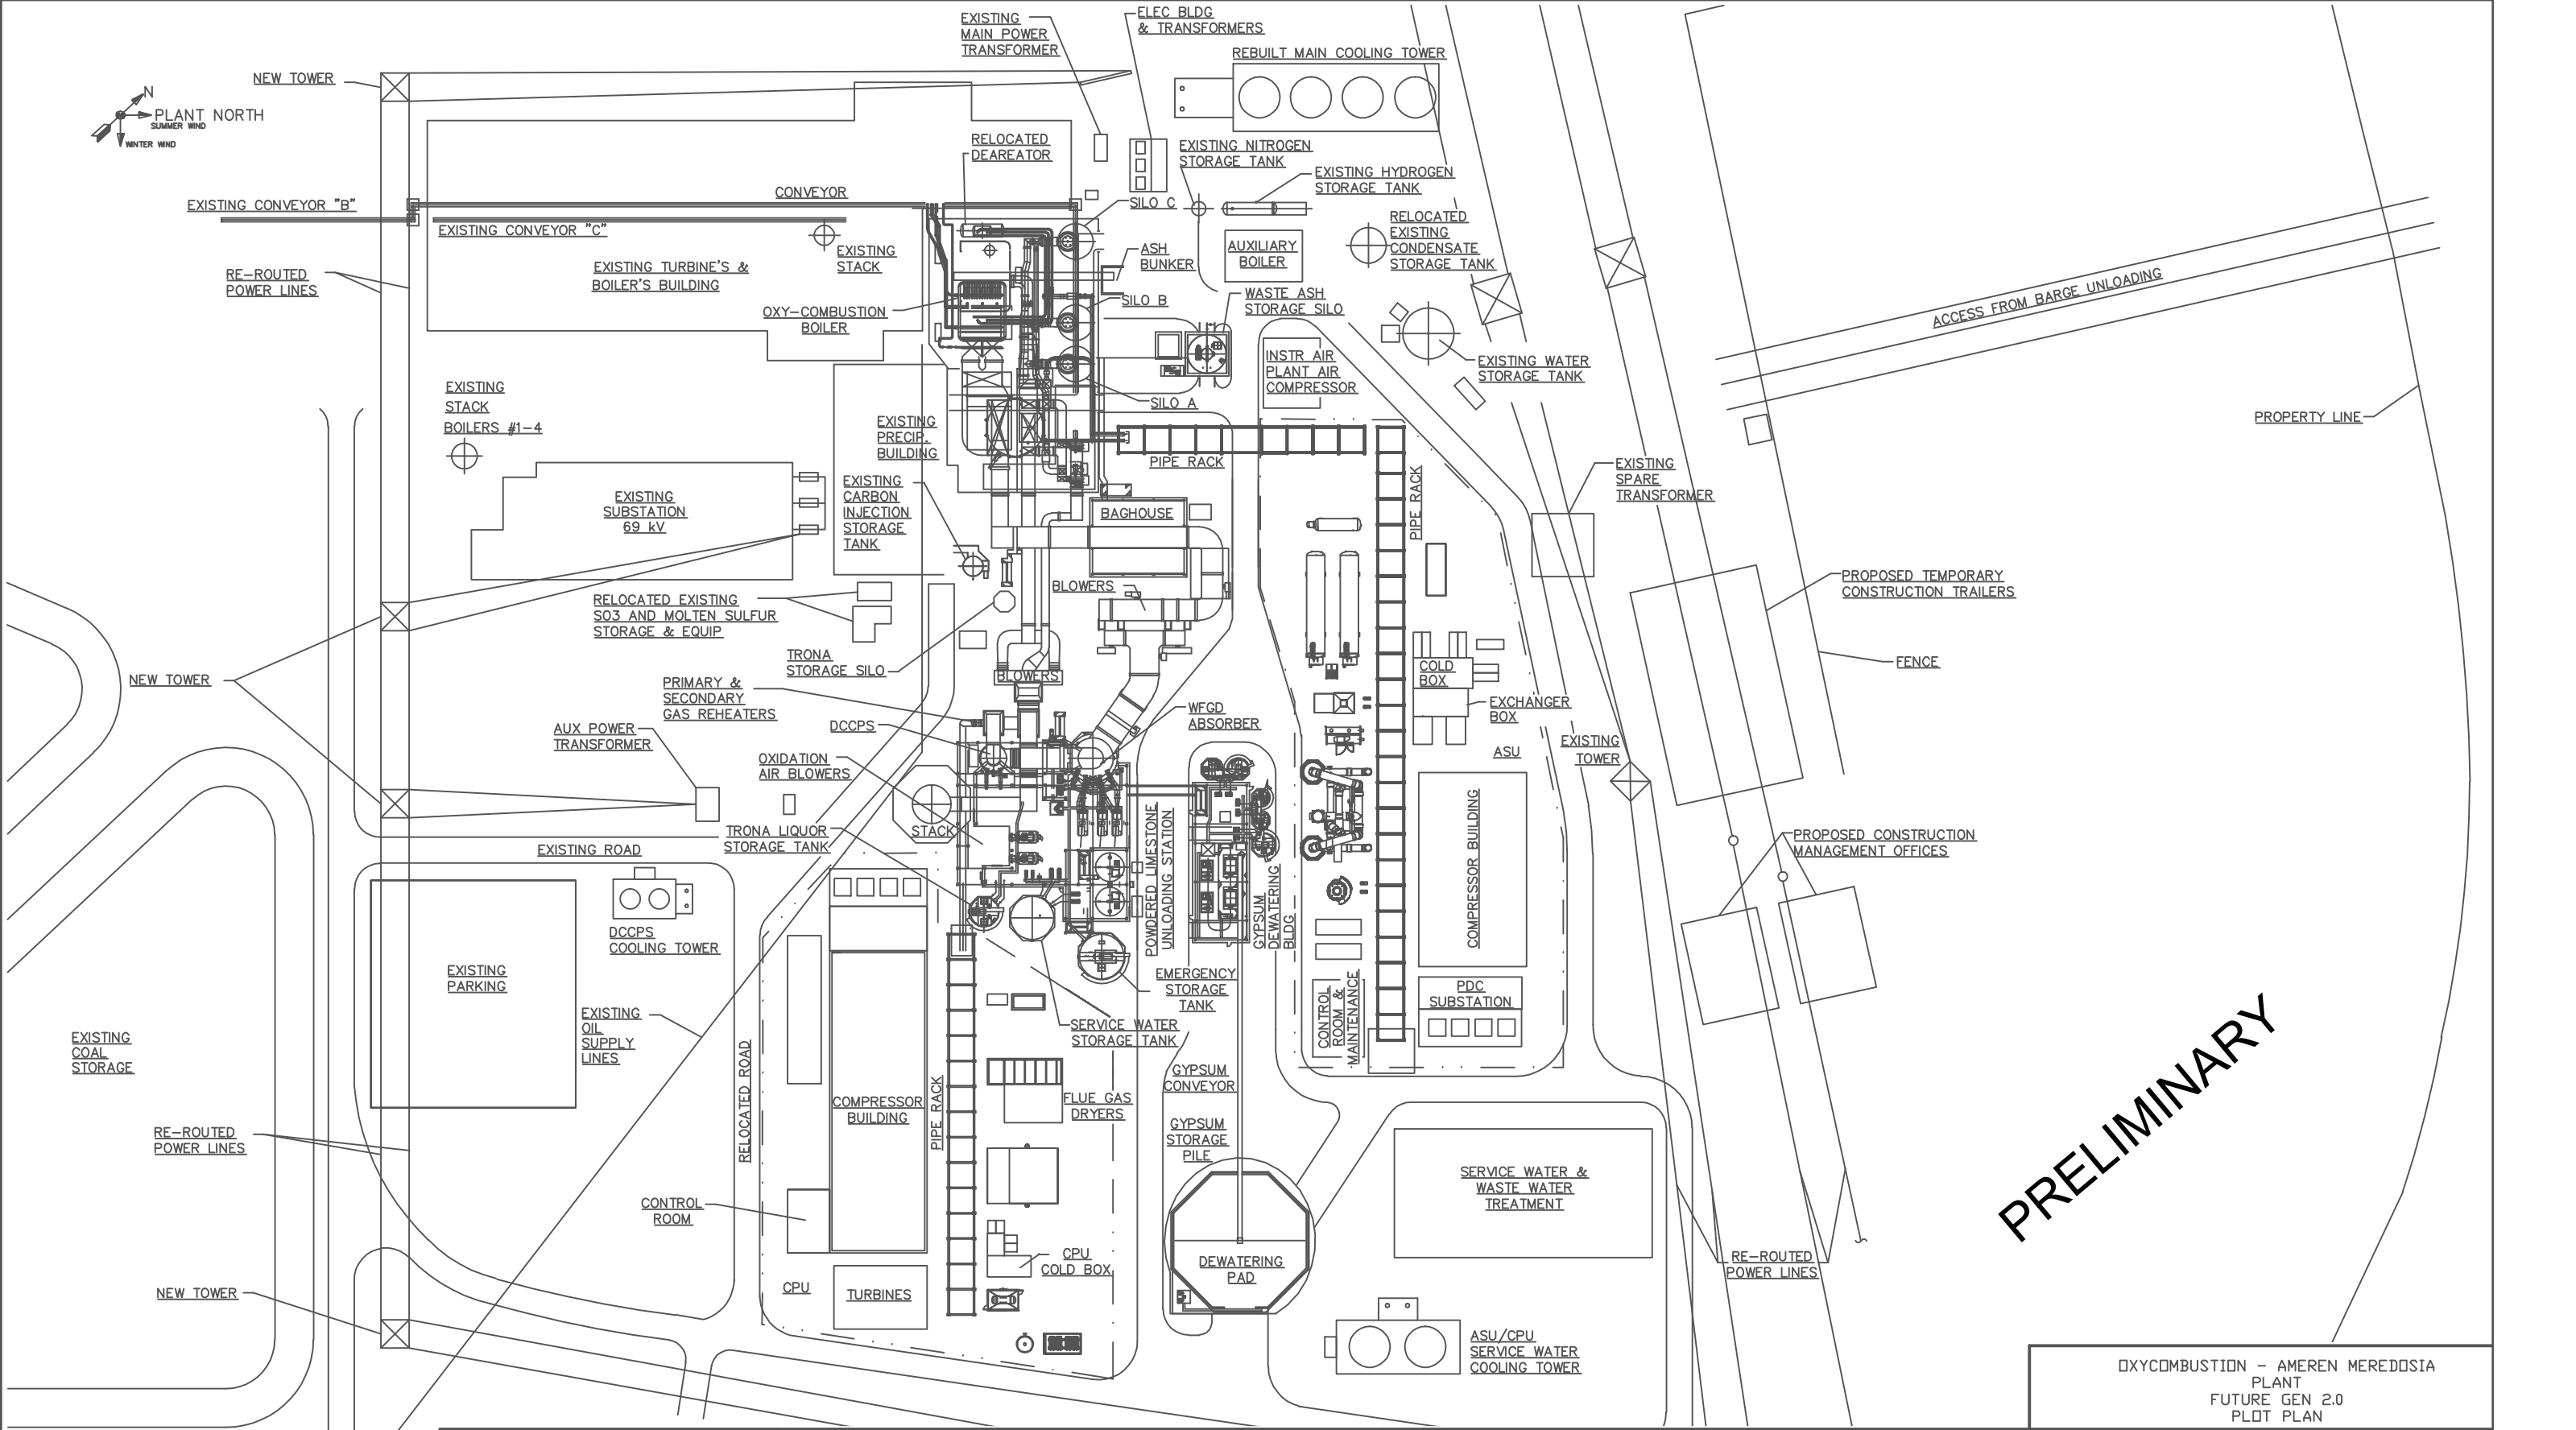 EXISTING
MAIN POWER
TRANSFORMER
ELEC BLDG
& TRANSFORMERS
REBUILT MAIN COOLING TOWER
NEW TOWER
N
PLANT NORTH
SUMMER WIND
WINTER WIND
RELOCATED
DEAREATOR
EXISTING NITROGEN
STORAGE TANK
EXISTING HYDROGEN
STORAGE TANK
CONVEYOR
EXISTING CONVEYOR "B"
EXISTING CONVEYOR "C"
SILO C
RELOCATED
EXISTING
CONDENSATE
STORAGE TANK
EXISTING
STACK
ASH
BUNKER
AUXILIARY
BOILER
RE-ROUTED
POWER LINES
EXISTING TURBINE'S &
BOILER'S BUILDING
OXY-COMBUSTION
BOILER
SILO B
WASTE ASH
STORAGE SILO
ACCESS FROM BARGE UNLOADING
INSTR AIR
PLANT AIR
COMPRESSOR
EXISTING WATER
STORAGE TANK
EXISTING
STACK
BOILERS #1-4
SILO A
EXISTING
PRECIP.
BUILDING
PROPERTY LINE
PIPE RACK
PIPE RACK
EXISTING
SPARE
TRANSFORMER
EXISTING
SUBSTATION
69 kV
EXISTING
CARBON
INJECTION
STORAGE
TANK
BAGHOUSE
BLOWERS
PROPOSED TEMPORARY
CONSTRUCTION TRAILERS
RELOCATED EXISTING
SO3 AND MOLTEN SULFUR
STORAGE & EQUIP
TRONA
STORAGE SILO
BLOWERS
COLD
BOX
FENCE
NEW TOWER
PRIMARY &
SECONDARY
GAS REHEATERS
EXCHANGER
BOX
WFGD
ABSORBER
DCCPS
AUX POWER
TRANSFORMER
ASU
EXISTING
TOWER
OXIDATION
AIR BLOWERS
STACK
TRONA LIQUOR
STORAGE TANK
POWDERED LIMESTONE
UNLOADING STATION
GYPSUM
DEWATERING
BLDG
COMPRESSOR BUILDING
PROPOSED CONSTRUCTION
MANAGEMENT OFFICES
EXISTING ROAD
DCCPS
COOLING TOWER
EXISTING
PARKING
EMERGENCY
STORAGE
TANK
CONTROL
ROOM &
MAINTENANCE
PDC
SUBSTATION
EXISTING
OIL
SUPPLY
LINES
SERVICE WATER
STORAGE TANK
EXISTING
COAL
STORAGE
RELOCATED ROAD
COMPRESSOR
BUILDING
PIPE RACK
FLUE GAS
DRYERS
GYPSUM
CONVEYOR
GYPSUM
STORAGE
PILE
RE-ROUTED
POWER LINES
SERVICE WATER &
WASTE WATER
TREATMENT
CONTROL
ROOM
PRELIMINARY
CPU
COLD BOX
DEWATERING
PAD
RE-ROUTED
POWER LINES
CPU
TURBINES
NEW TOWER
ASU/CPU
SERVICE WATER
COOLING TOWER
OXYCOMBUSTION - AMEREN MEREDOSIA
PLANT
FUTURE GEN 2.0
PLOT PLAN